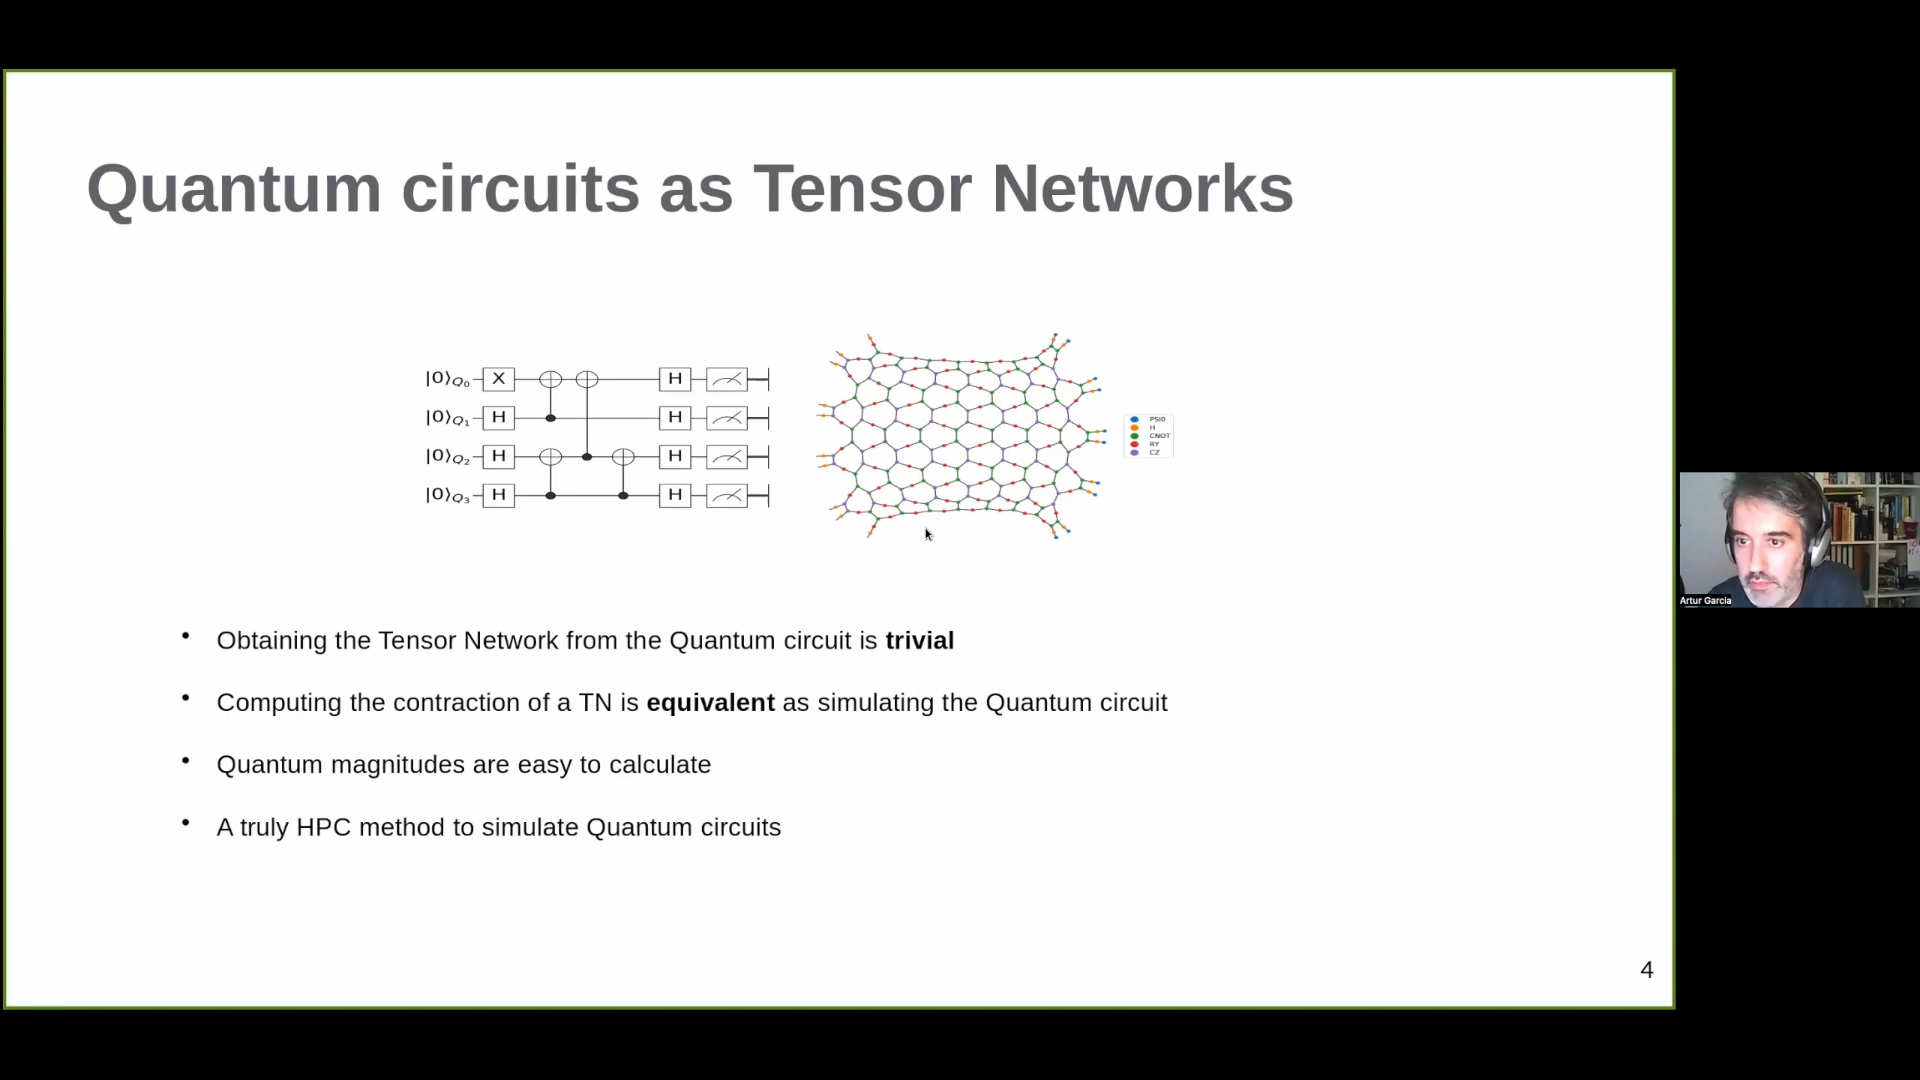 Quantum circuits as Tensor Networks
|0⟩Q0 X H
|0⟩Q1 H H
|0⟩Q2 H H
|0⟩Q3 H H
PSI0
H
CNOT
RY
CZ
• Obtaining the Tensor Network from the Quantum circuit is trivial
• Computing the contraction of a TN is equivalent as simulating the Quantum circuit
• Quantum magnitudes are easy to calculate
• A truly HPC method to simulate Quantum circuits
4
Artur Garcia